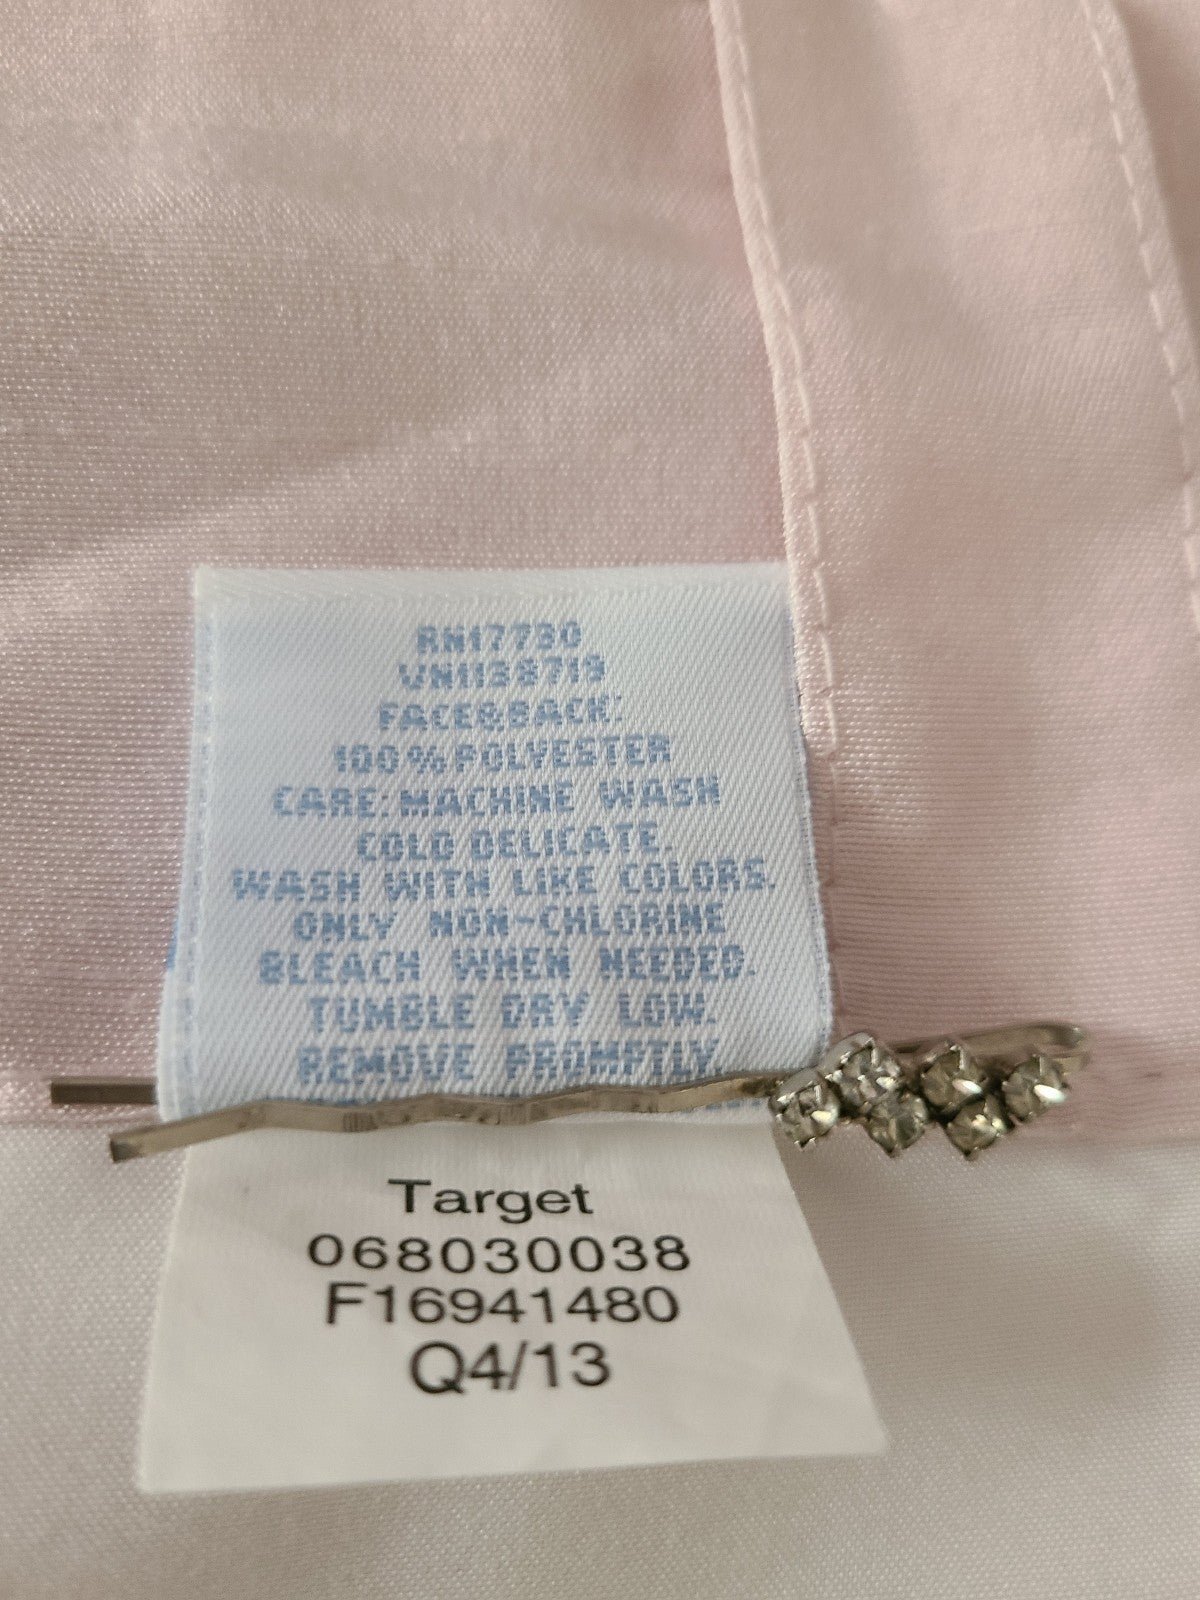 RN17730
VN1138719
FACE&BACK:
100%POLYESTER
CARE:MACHINE WASH
COLD DELICATE.
WASH WITH LIKE COLORS.
ONLY NON-CHLORINE
BLEACH WHEN NEEDED.
TUMBLE DRY LOW.
REMOVE PROMPTLY
Target
068030038
F16941480
Q4/13